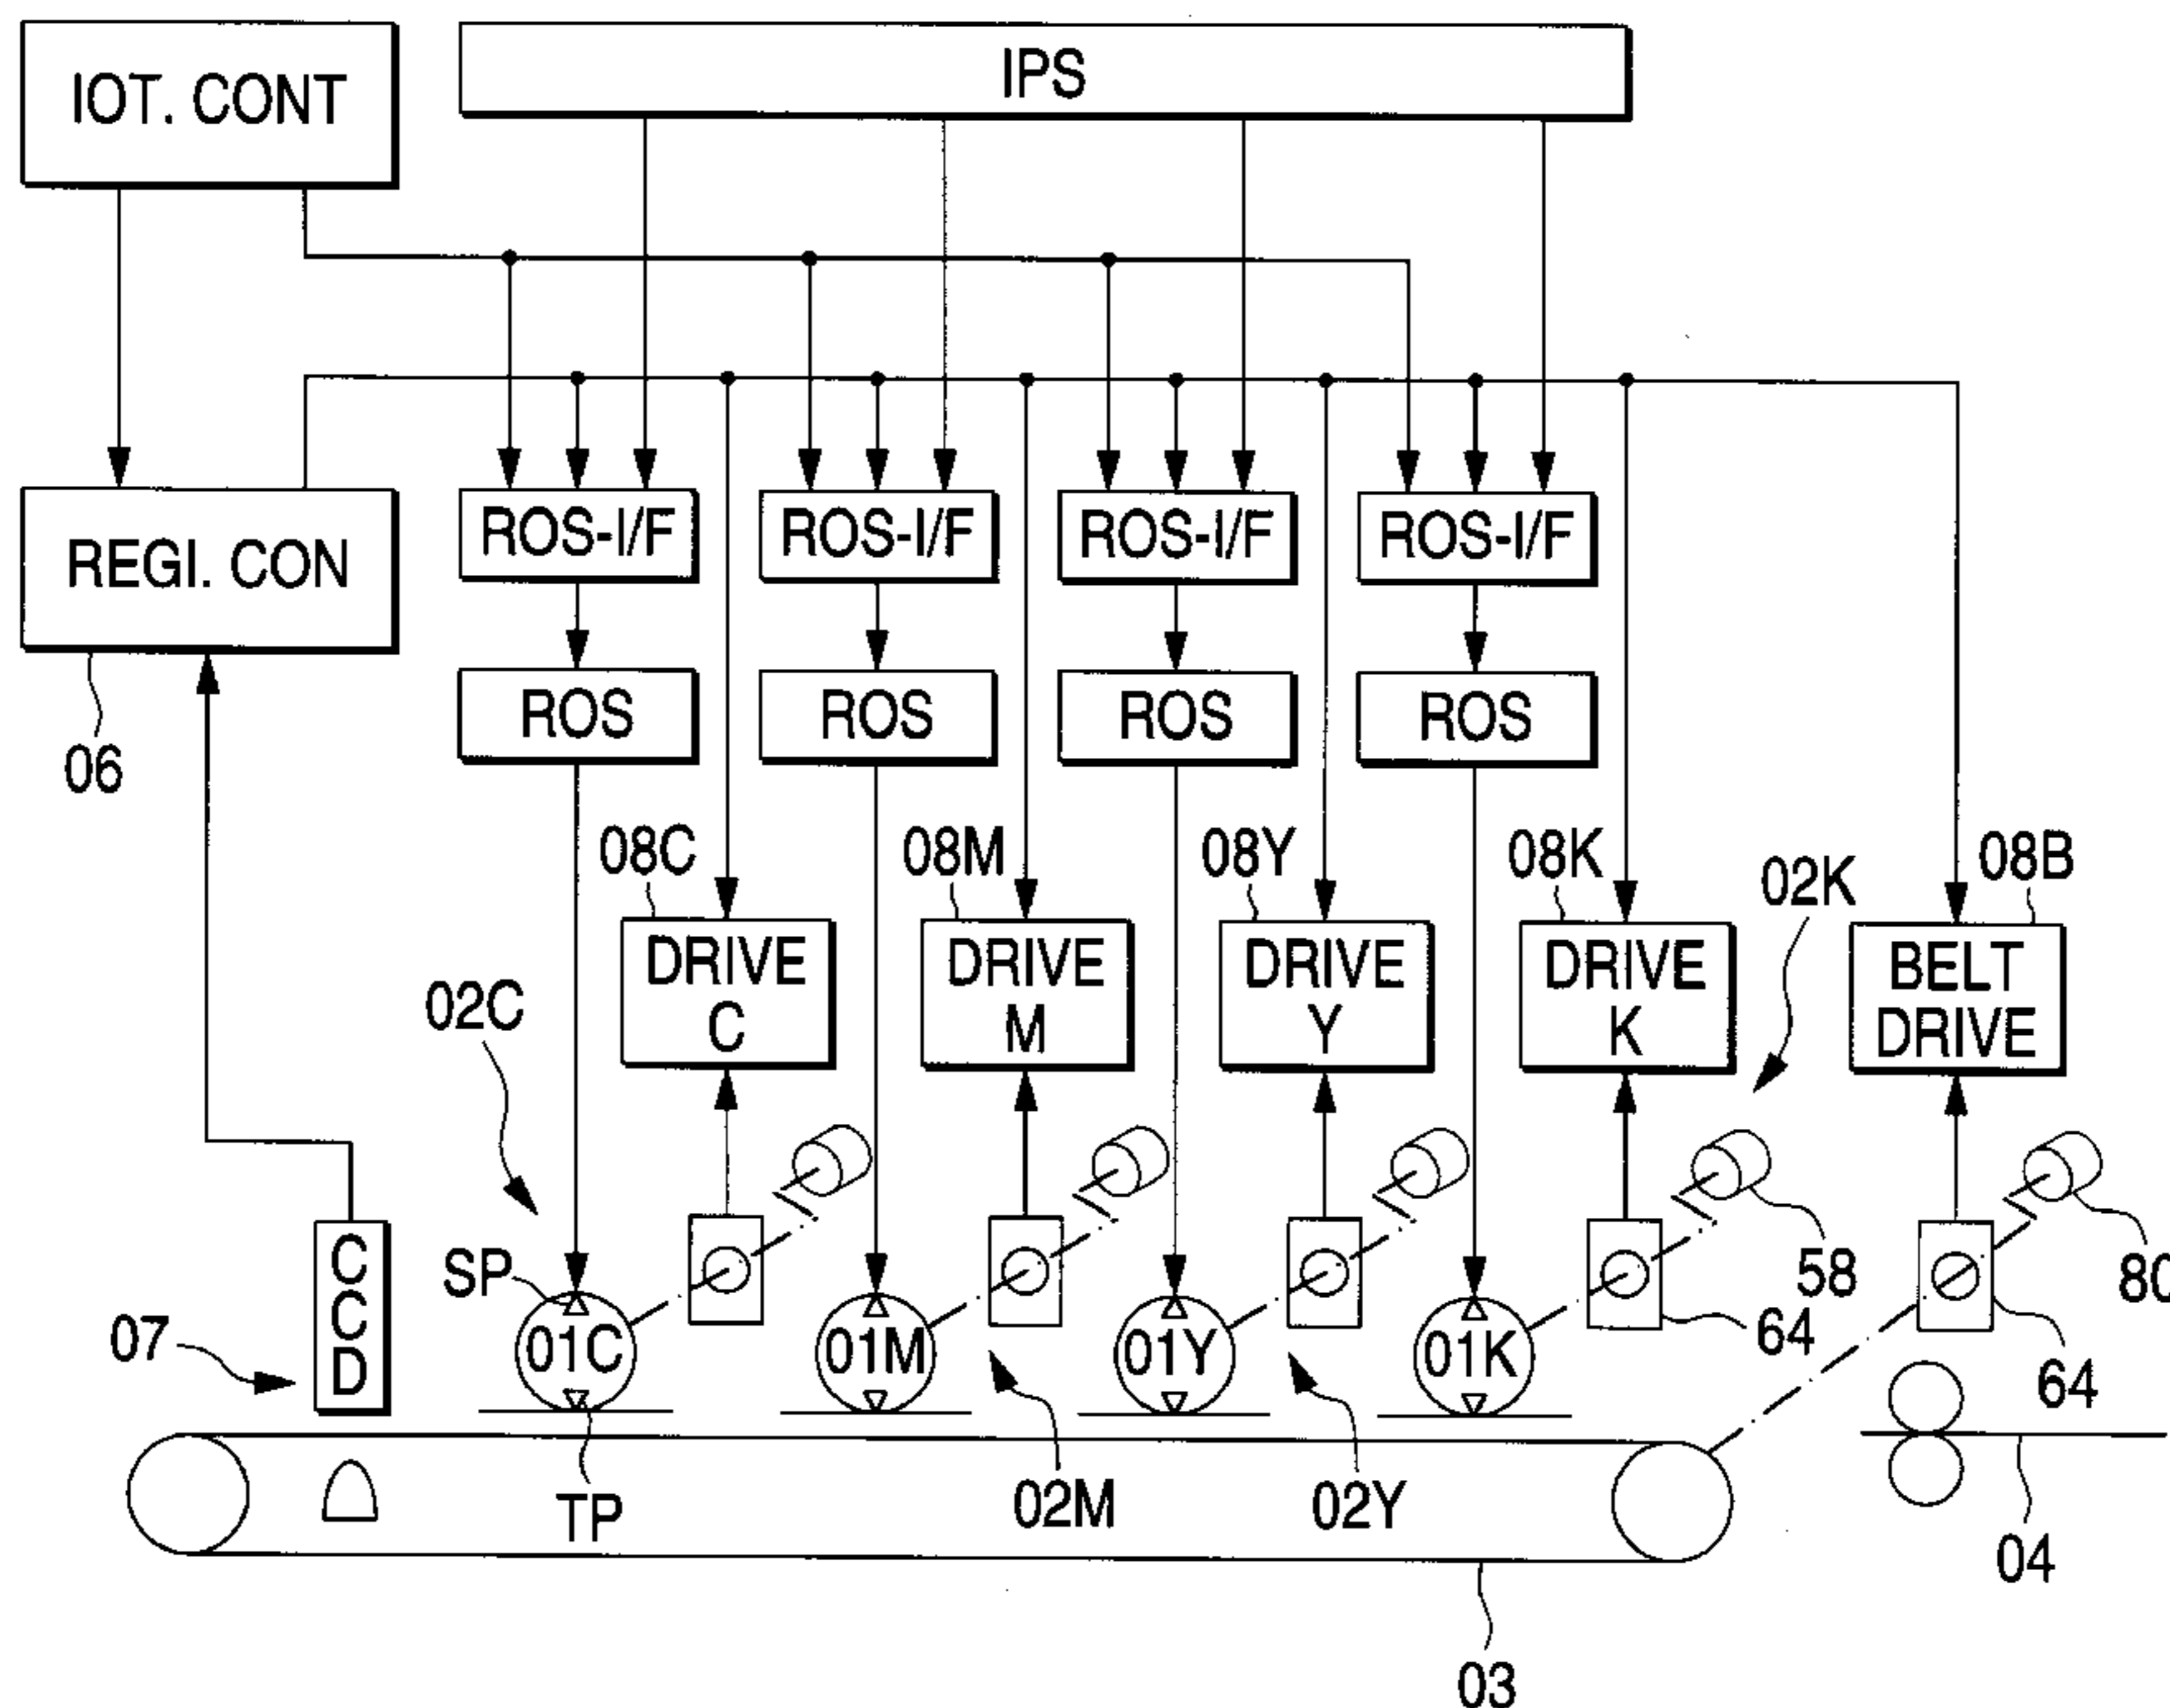 IOT. CONT
IPS
REGI. CON
ROS-I/F
ROS-I/F
ROS-I/F
ROS-I/F
ROS
ROS
ROS
ROS
06
08C
08M
08Y
08K
02K
08B
DRIVE
C
DRIVE
M
DRIVE
Y
DRIVE
K
BELT
DRIVE
02C
CCD
SP
58
80
07
01C
01M
01Y
01K
64
64
TP
02M
02Y
04
03